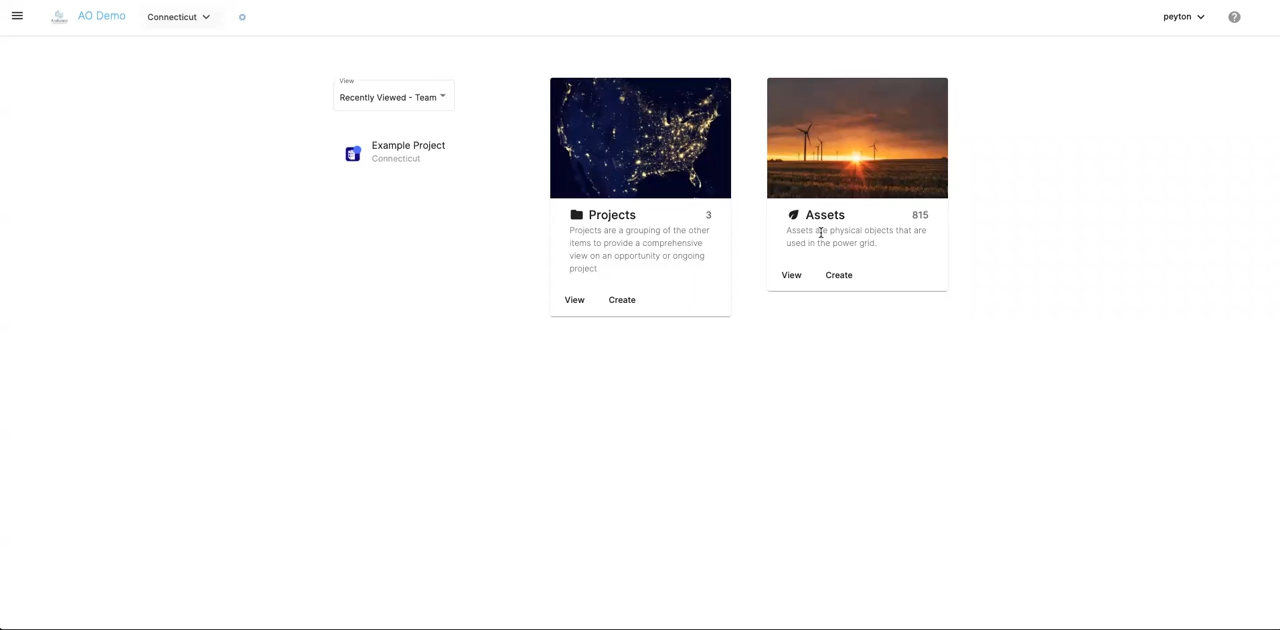 AO Demo
Connecticut
peyton
View
Recently Viewed - Team
Example Project
Connecticut
Projects 3
Projects are a grouping of the other
items to provide a comprehensive
view on an opportunity or ongoing
project
View Create
Assets 815
Assets are physical objects that are
used in the power grid.
View Create